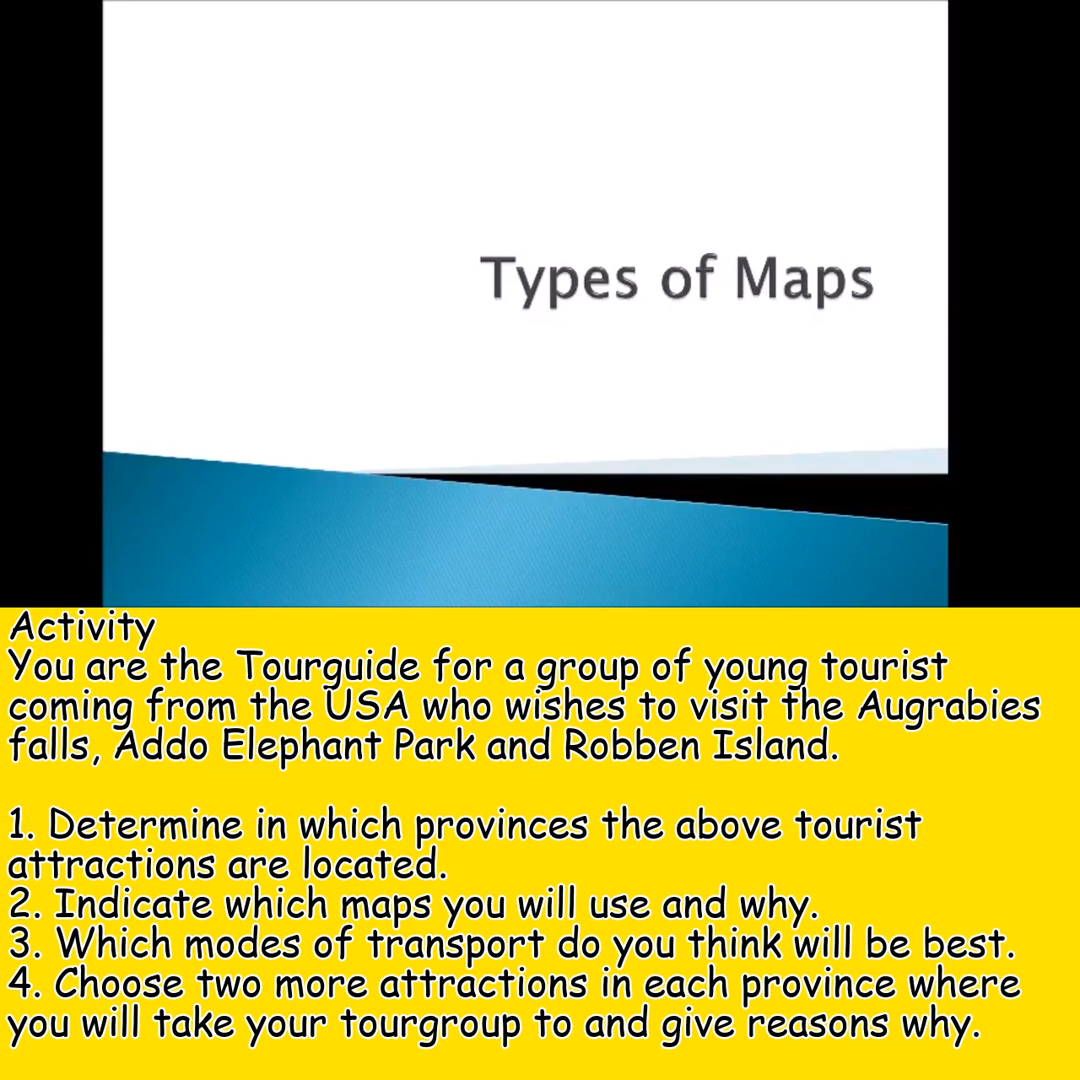 Types of Maps
Activity
You are the Tourguide for a group of young tourist
coming from the USA who wishes to visit the Augrabies
falls, Addo Elephant Park and Robben Island.
1. Determine in which provinces the above tourist
attractions are located.
2. Indicate which maps you will use and why.
3. Which modes of transport do you think will be best.
4. Choose two more attractions in each province where
you will take your tourgroup to and give reasons why.